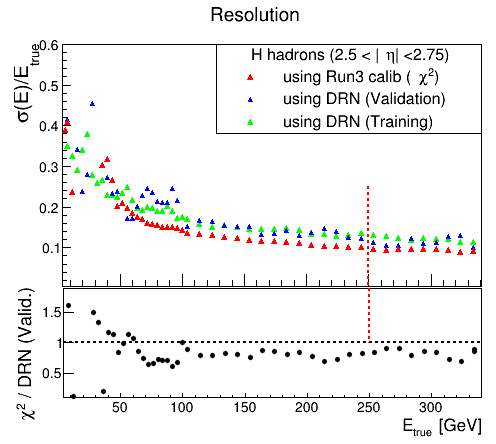 Resolution
σ(E)/E_true
H hadrons (2.5 < | η| <2.75)
using Run3 calib ( χ²)
using DRN (Validation)
using DRN (Training)
0.6
0.5
0.4
0.3
0.2
0.1
χ² / DRN (Valid.)
1.5
1
0.5
50 100 150 200 250 300
E_true [GeV]